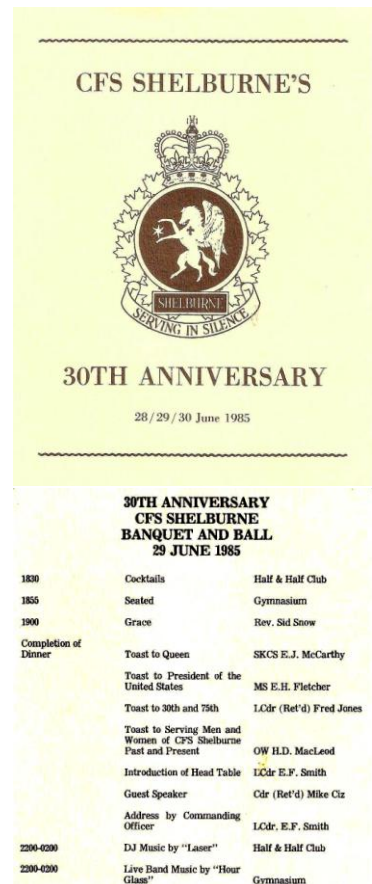 CFS SHELBURNE'S
SHELBURNE
SERVING IN SILENCE
30TH ANNIVERSARY
28/29/30 June 1985
30TH ANNIVERSARY
CFS SHELBURNE
BANQUET AND BALL
29 JUNE 1985
1830 Cocktails Half & Half Club
1855 Seated Gymnasium
1900 Grace Rev. Sid Snow
Completion of
Dinner Toast to Queen SKCS E.J. McCarthy
Toast to President of the
United States MS E.H. Fletcher
Toast to 30th and 75th LCdr (Ret'd) Fred Jones
Toast to Serving Men and
Women of CFS Shelburne
Past and Present OW H.D. MacLeod
Introduction of Head Table LCdr E.F. Smith
Guest Speaker Cdr (Ret'd) Mike Ciz
Address by Commanding
Officer LCdr. E.F. Smith
2200-0200 DJ Music by "Laser" Half & Half Club
2200-0200 Live Band Music by "Hour
Glass" Gymnasium